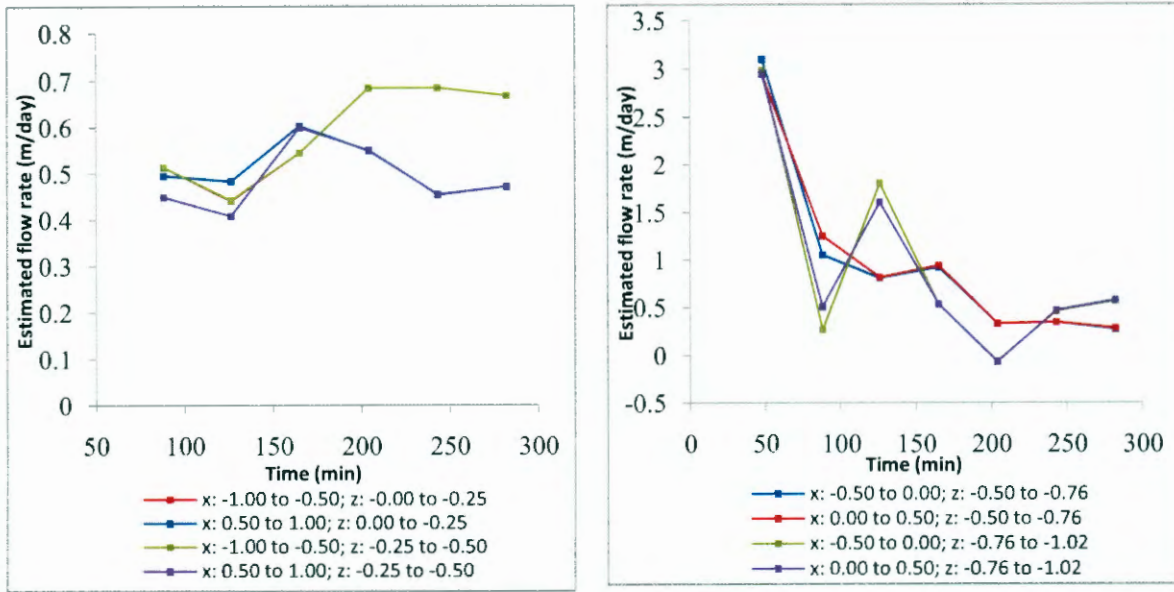 0.8
0.7
0.6
0.5
0.4
0.3
0.2
0.1
0
Estimated flow rate (m/day)
50 100 150 200 250 300
Time (min)
x: -1.00 to -0.50; z: -0.00 to -0.25
x: 0.50 to 1.00; z: 0.00 to -0.25
x: -1.00 to -0.50; z: -0.25 to -0.50
x: 0.50 to 1.00; z: -0.25 to -0.50
3.5
3
2.5
2
1.5
1
0.5
0
-0.5
Estimated flow rate (m/day)
0 50 100 150 200 250 300
Time (min)
x: -0.50 to 0.00; z: -0.50 to -0.76
x: 0.00 to 0.50; z: -0.50 to -0.76
x: -0.50 to 0.00; z: -0.76 to -1.02
x: 0.00 to 0.50; z: -0.76 to -1.02